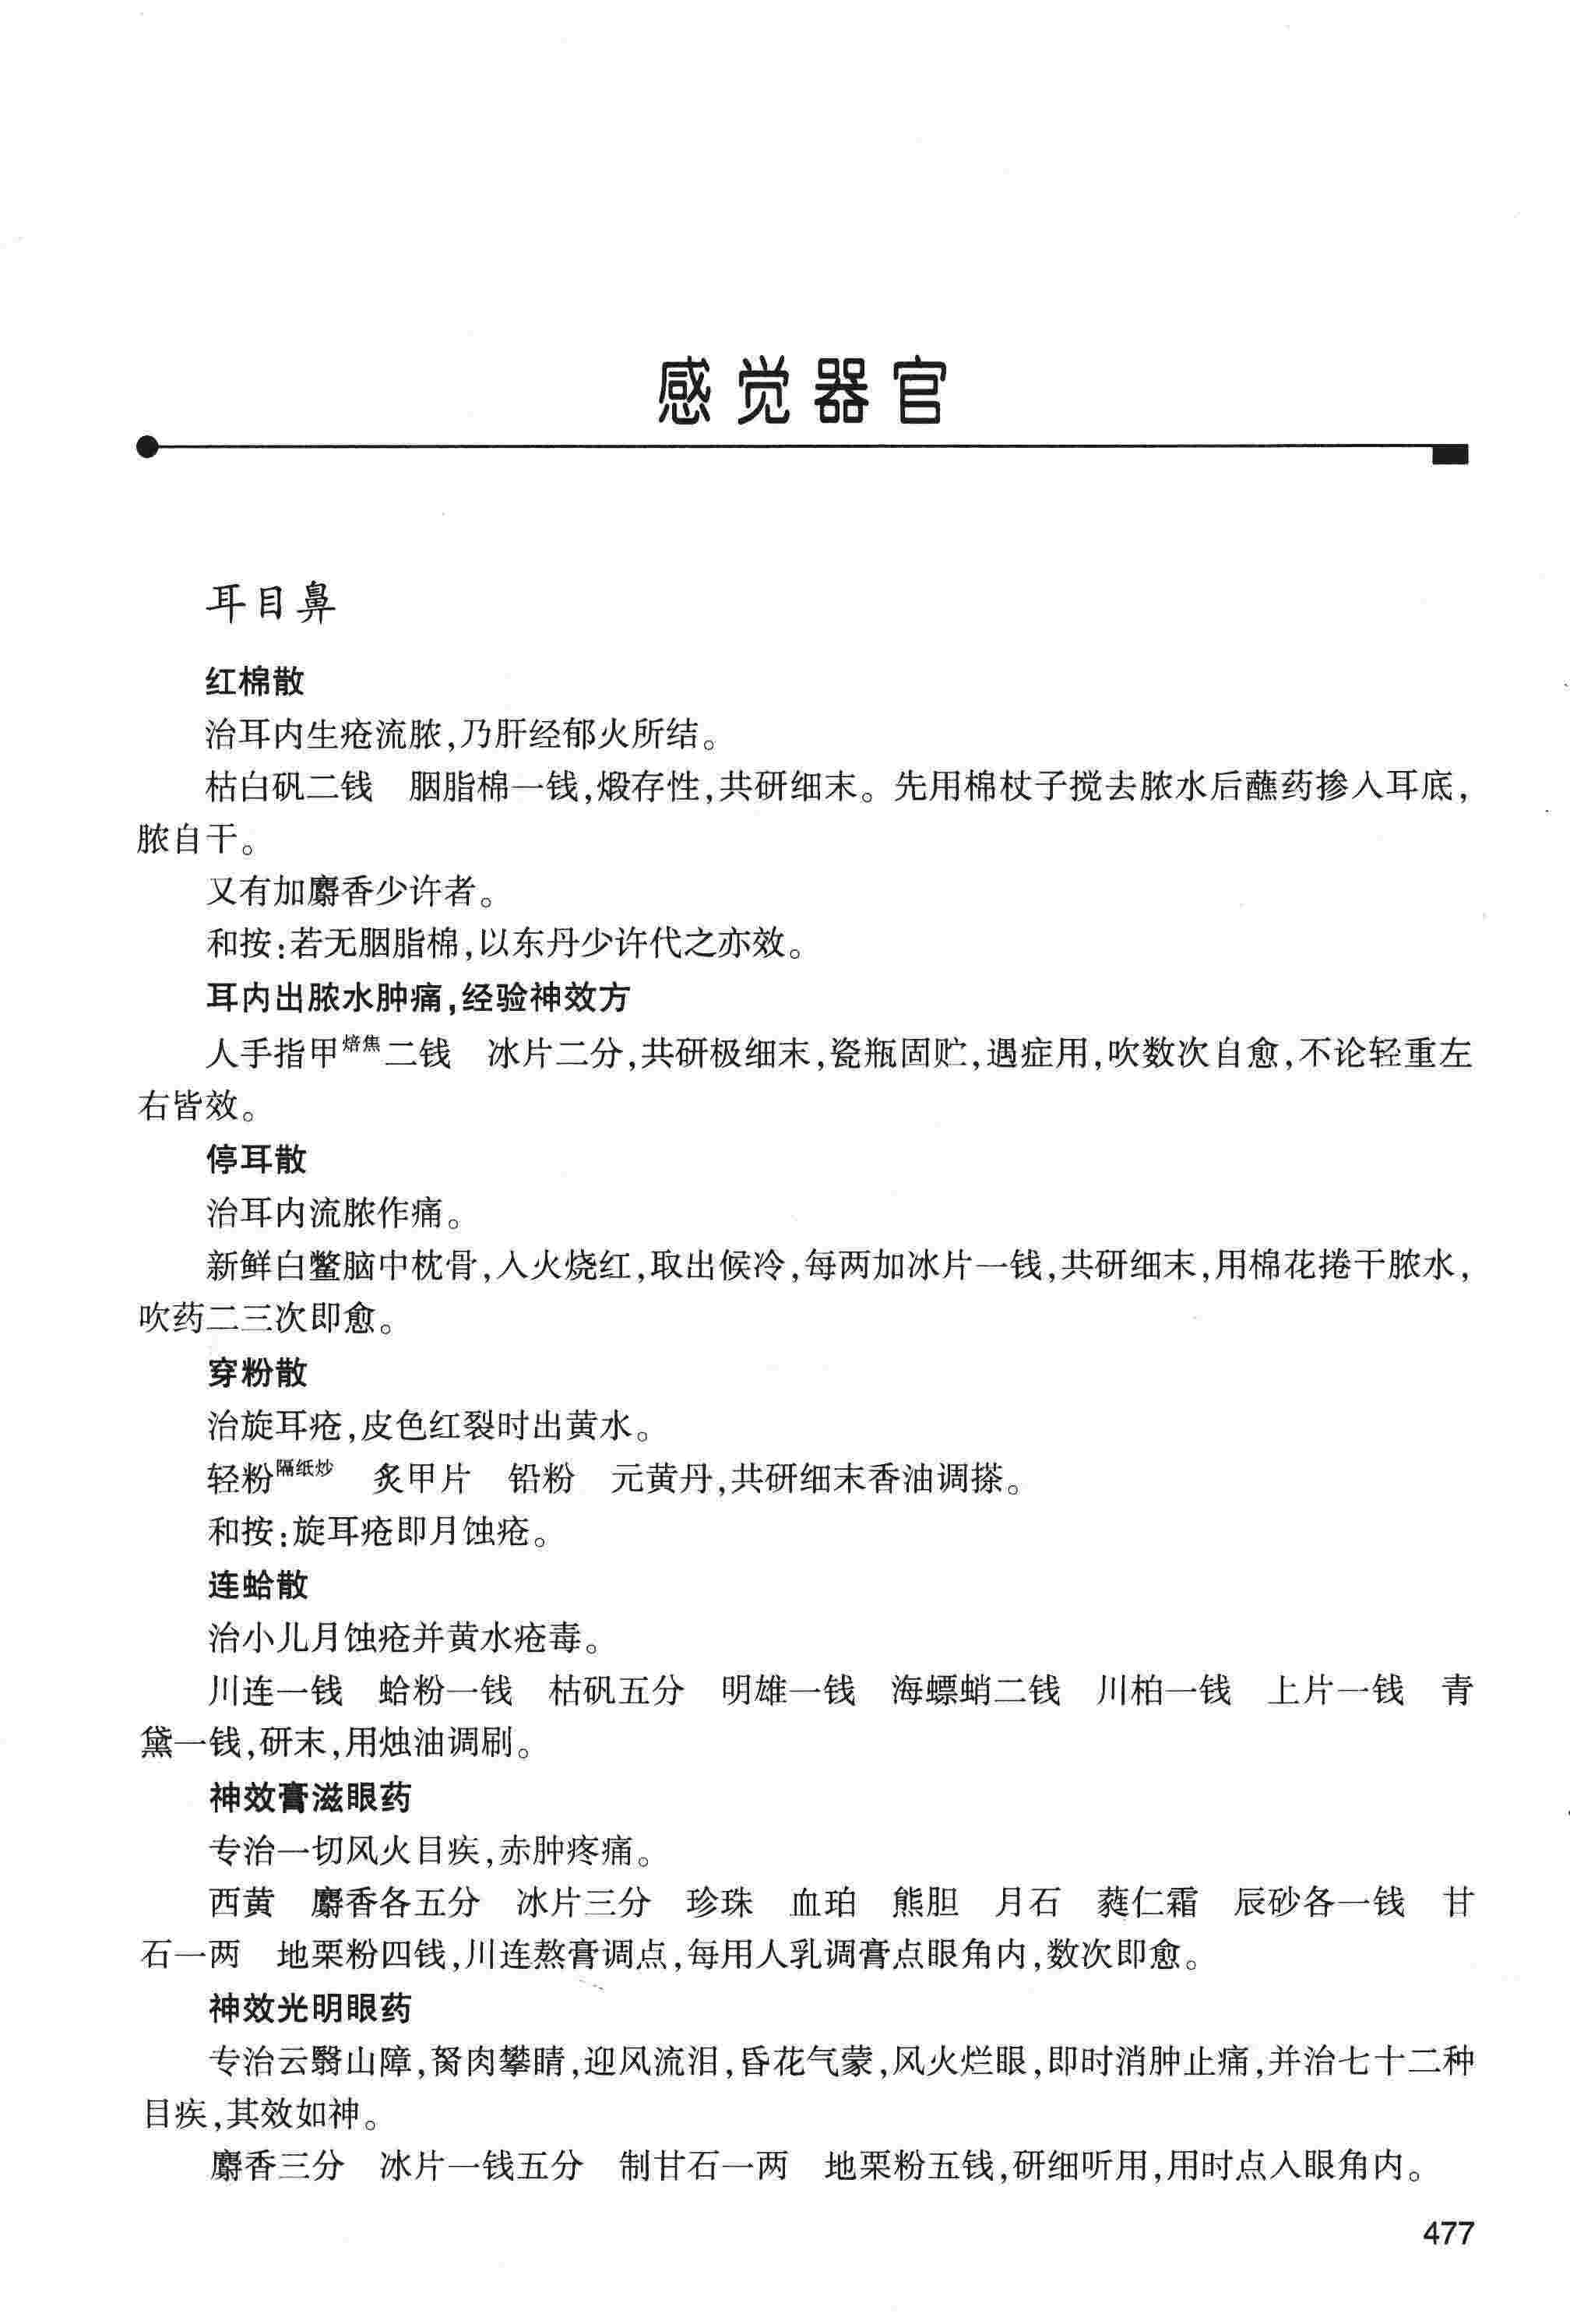 感觉器官
耳目鼻
红棉散
治耳内生疮流脓,乃肝经郁火所结。
枯白矾二钱　胭脂棉一钱,煅存性,共研细末。先用棉杖子搅去脓水后蘸药掺入耳底,
脓自干。
又有加麝香少许者。
和按:若无胭脂棉,以东丹少许代之亦效。
耳内出脓水肿痛,经验神效方
人手指甲焙焦二钱　冰片二分,共研极细末,瓷瓶固贮,遇症用,吹数次自愈,不论轻重左
右皆效。
停耳散
治耳内流脓作痛。
新鲜白鳖脑中枕骨,入火烧红,取出候冷,每两加冰片一钱,共研细末,用棉花捲干脓水,
吹药二三次即愈。
穿粉散
治旋耳疮,皮色红裂时出黄水。
轻粉隔纸炒　炙甲片　铅粉　元黄丹,共研细末香油调搽。
和按:旋耳疮即月蚀疮。
连蛤散
治小儿月蚀疮并黄水疮毒。
川连一钱　蛤粉一钱　枯矾五分　明雄一钱　海螵蛸二钱　川柏一钱　上片一钱　青
黛一钱,研末,用烛油调刷。
神效膏滋眼药
专治一切风火目疾,赤肿疼痛。
西黄　麝香各五分　冰片三分　珍珠　血珀　熊胆　月石　蕤仁霜　辰砂各一钱　甘
石一两　地栗粉四钱,川连熬膏调点,每用人乳调膏点眼角内,数次即愈。
神效光明眼药
专治云翳山障,胬肉攀睛,迎风流泪,昏花气蒙,风火烂眼,即时消肿止痛,并治七十二种
目疾,其效如神。
麝香三分　冰片一钱五分　制甘石一两　地栗粉五钱,研细听用,用时点入眼角内。
477